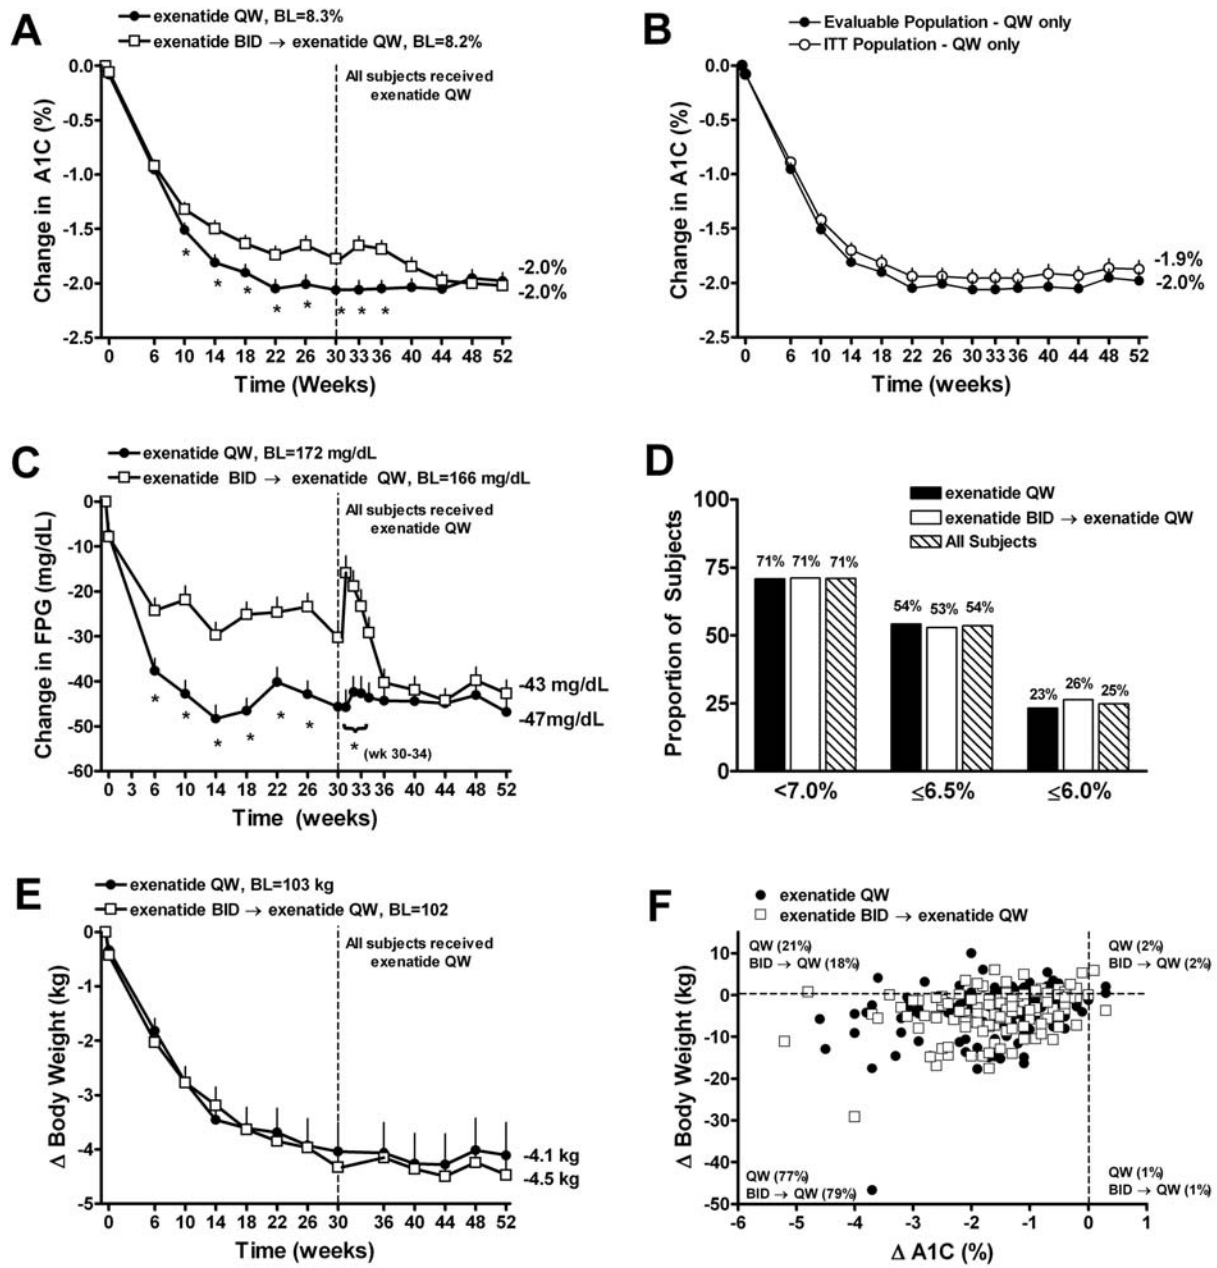 A
exenatide QW, BL=8.3%
exenatide BID → exenatide QW, BL=8.2%
All subjects received
exenatide QW
Change in A1C (%)
0.0
-0.5
-1.0
-1.5
-2.0
-2.5
* * * * * * * *
-2.0%
-2.0%
0 6 10 14 18 22 26 30 33 36 40 44 48 52
Time (Weeks)
B
Evaluable Population - QW only
ITT Population - QW only
Change in A1C (%)
0.0
-0.5
-1.0
-1.5
-2.0
-2.5
-1.9%
-2.0%
0 6 10 14 18 22 26 30 33 36 40 44 48 52
Time (weeks)
C
exenatide QW, BL=172 mg/dL
exenatide BID → exenatide QW, BL=166 mg/dL
All subjects received
exenatide QW
Change in FPG (mg/dL)
0
-10
-20
-30
-40
-50
-60
* * * * * *
* (wk 30-34)
-43 mg/dL
-47mg/dL
0 3 6 10 14 18 22 26 30 36 40 44 48 52
Time (weeks)
D
exenatide QW
exenatide BID → exenatide QW
All Subjects
Proportion of Subjects
100
75
50
25
0
71% 71% 71%
54% 53% 54%
23% 26% 25%
<7.0% ≤6.5% ≤6.0%
E
exenatide QW, BL=103 kg
exenatide BID → exenatide QW, BL=102
All subjects received
exenatide QW
Δ Body Weight (kg)
0
-1
-2
-3
-4
-5
-4.1 kg
-4.5 kg
0 6 10 14 18 22 26 30 36 40 44 48 52
Time (weeks)
F
exenatide QW
exenatide BID → exenatide QW
Δ Body Weight (kg)
10
0
-10
-20
-30
-40
-50
QW (21%)
BID → QW (18%)
QW (2%)
BID → QW (2%)
QW (77%)
BID → QW (79%)
QW (1%)
BID → QW (1%)
-6 -5 -4 -3 -2 -1 0 1
Δ A1C (%)